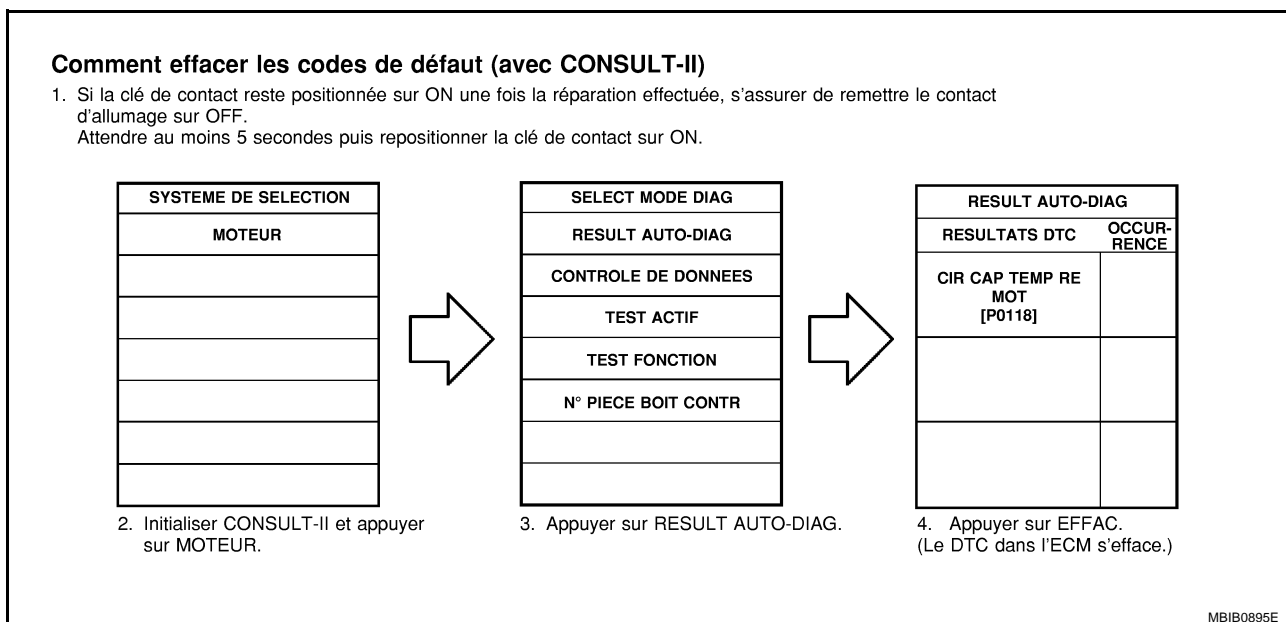 Comment effacer les codes de défaut (avec CONSULT-II)
1. Si la clé de contact reste positionnée sur ON une fois la réparation effectuée, s'assurer de remettre le contact
d'allumage sur OFF.
Attendre au moins 5 secondes puis repositionner la clé de contact sur ON.
SYSTEME DE SELECTION
MOTEUR
2. Initialiser CONSULT-II et appuyer
sur MOTEUR.
SELECT MODE DIAG
RESULT AUTO-DIAG
CONTROLE DE DONNEES
TEST ACTIF
TEST FONCTION
N° PIECE BOIT CONTR
3. Appuyer sur RESULT AUTO-DIAG.
RESULT AUTO-DIAG
RESULTATS DTC
OCCUR-
RENCE
CIR CAP TEMP RE
MOT
[P0118]
4. Appuyer sur EFFAC.
(Le DTC dans l'ECM s'efface.)
MBIB0895E